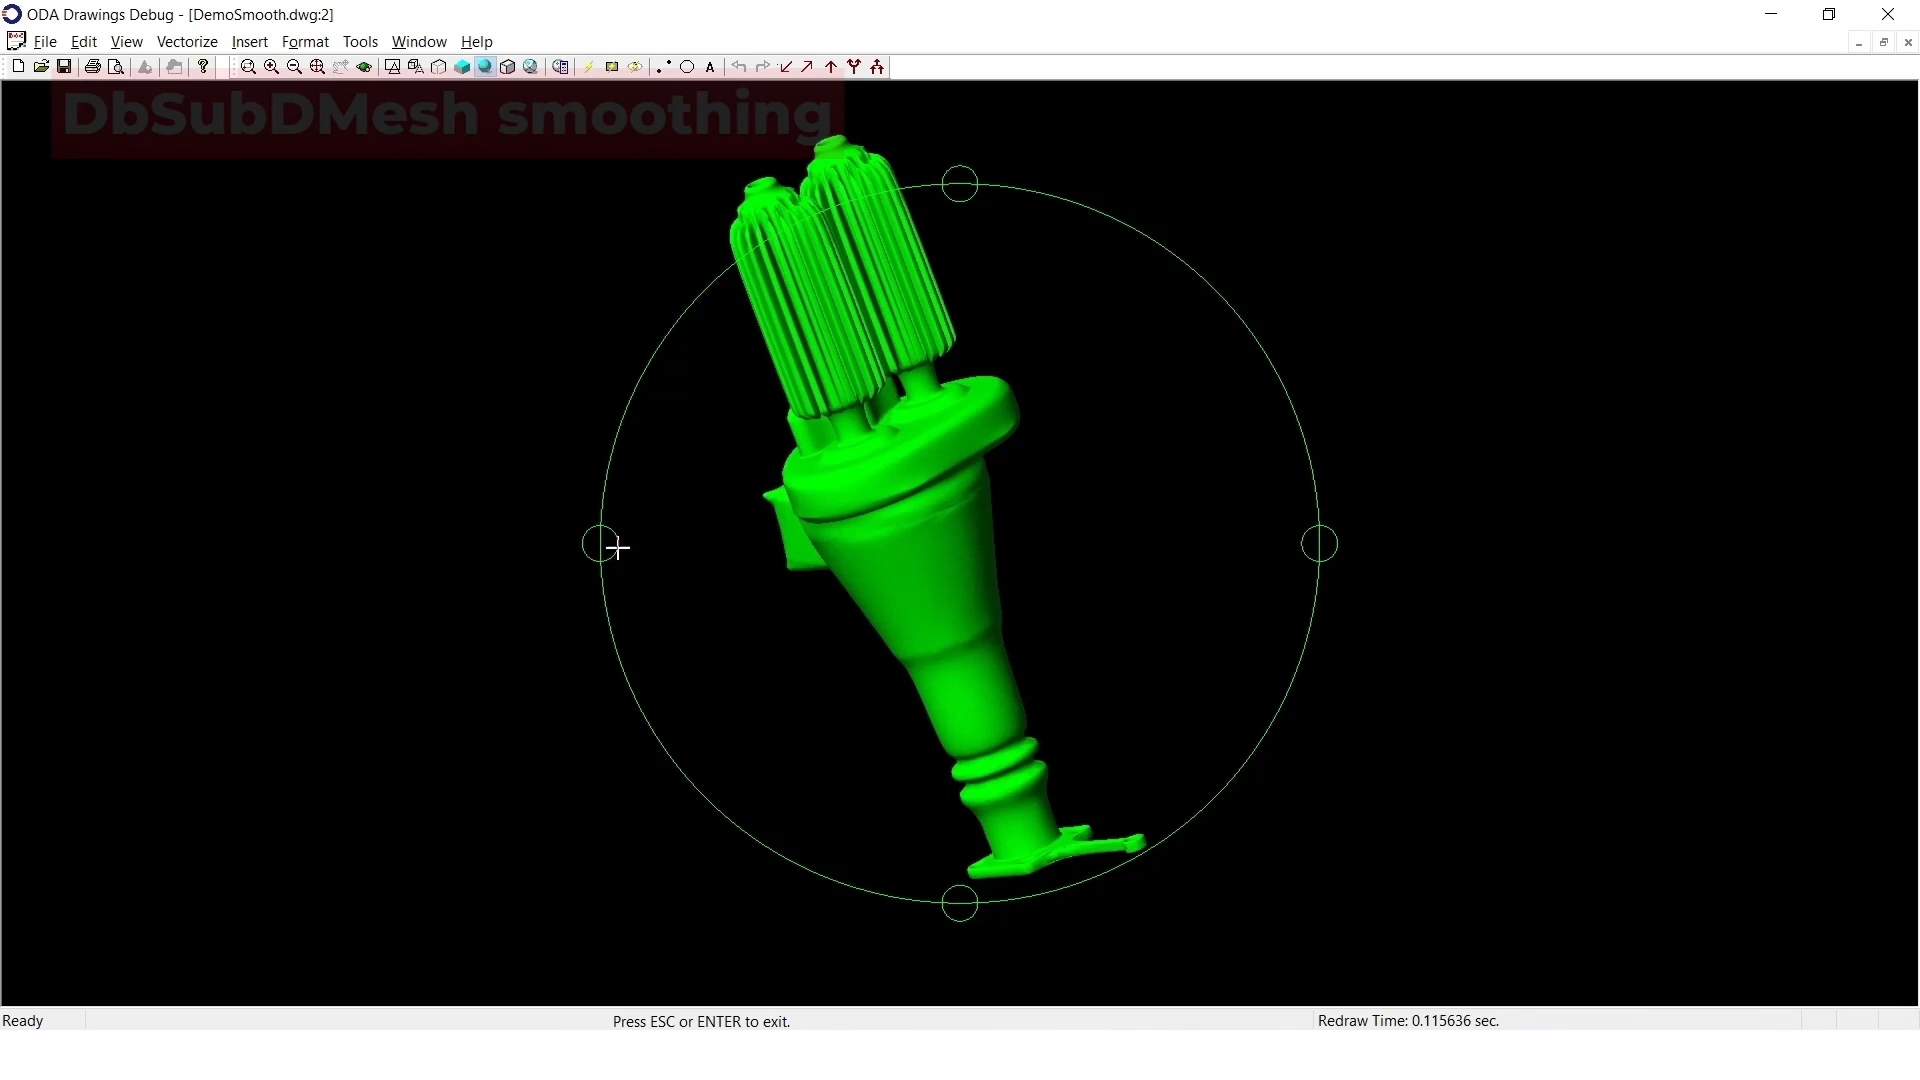 ODA Drawings Debug - [DemoSmooth.dwg:2]
File Edit View Vectorize Insert Format Tools Window Help
A
DbSubDMesh smoothing
Ready
Press ESC or ENTER to exit.
Redraw Time: 0.115636 sec.